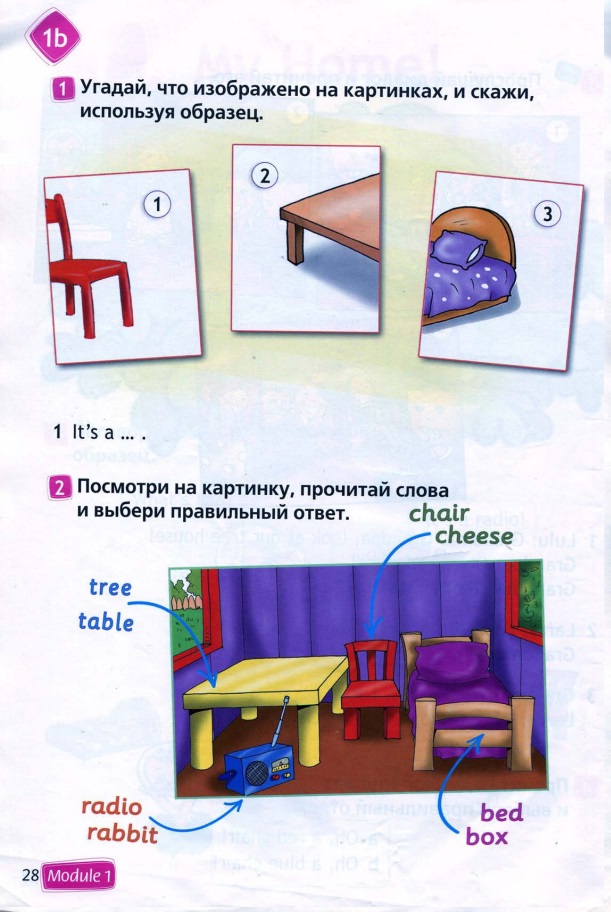 1b
1 Угадай, что изображено на картинках, и скажи,
используя образец.
1
2
3
1 It's a ... .
2 Посмотри на картинку, прочитай слова
и выбери правильный ответ.
chair
cheese
tree
table
radio
rabbit
bed
box
28 Module 1